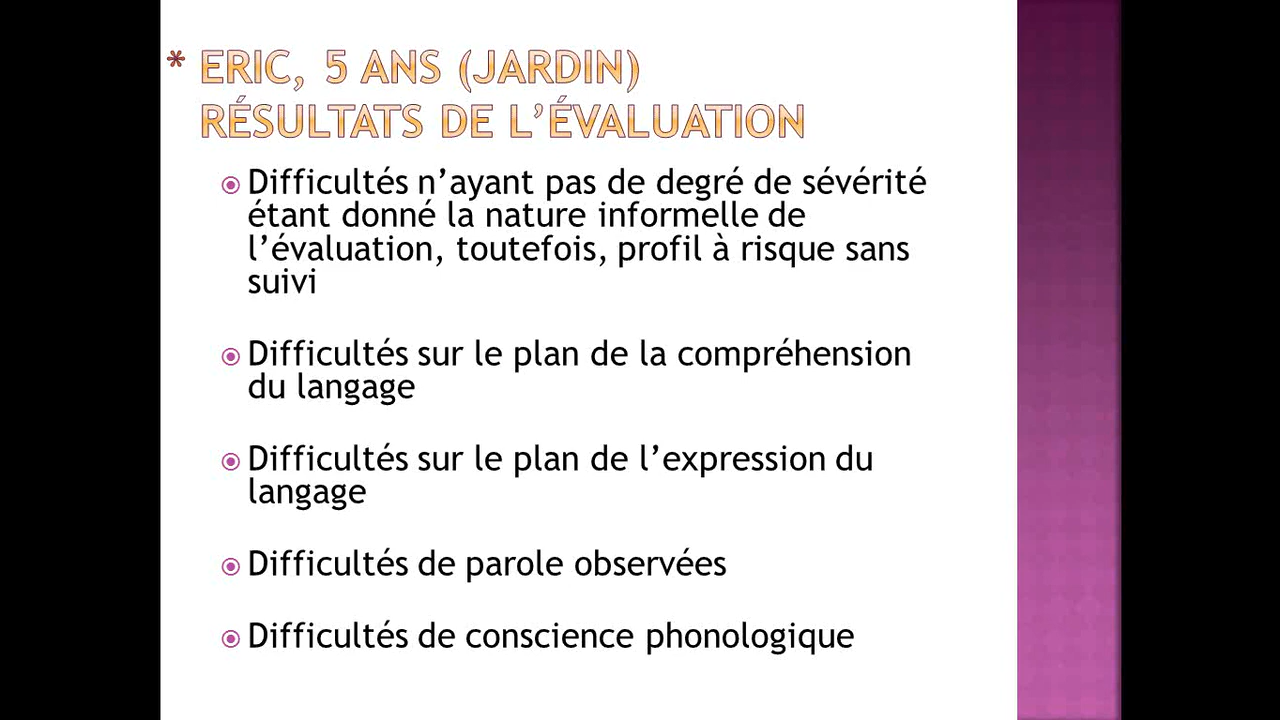 * ERIC, 5 ANS (JARDIN)
RÉSULTATS DE L’ÉVALUATION
Difficultés n’ayant pas de degré de sévérité
étant donné la nature informelle de
l’évaluation, toutefois, profil à risque sans
suivi
Difficultés sur le plan de la compréhension
du langage
Difficultés sur le plan de l’expression du
langage
Difficultés de parole observées
Difficultés de conscience phonologique